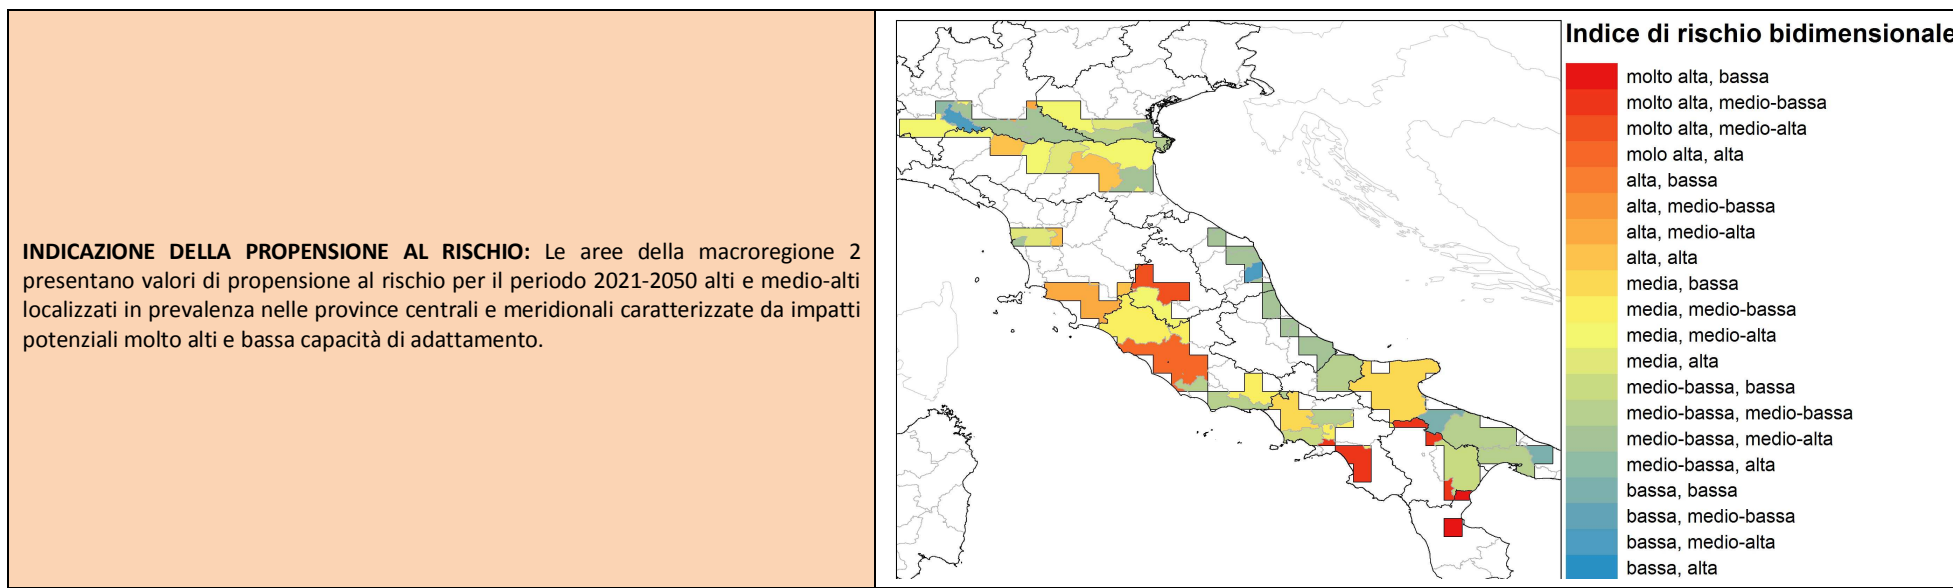 INDICAZIONE DELLA PROPENSIONE AL RISCHIO: Le aree della macroregione 2
presentano valori di propensione al rischio per il periodo 2021-2050 alti e medio-alti
localizzati in prevalenza nelle province centrali e meridionali caratterizzate da impatti
potenziali molto alti e bassa capacità di adattamento.
Indice di rischio bidimensionale
molto alta, bassa
molto alta, medio-bassa
molto alta, medio-alta
molo alta, alta
alta, bassa
alta, medio-bassa
alta, medio-alta
alta, alta
media, bassa
media, medio-bassa
media, medio-alta
media, alta
medio-bassa, bassa
medio-bassa, medio-bassa
medio-bassa, medio-alta
medio-bassa, alta
bassa, bassa
bassa, medio-bassa
bassa, medio-alta
bassa, alta